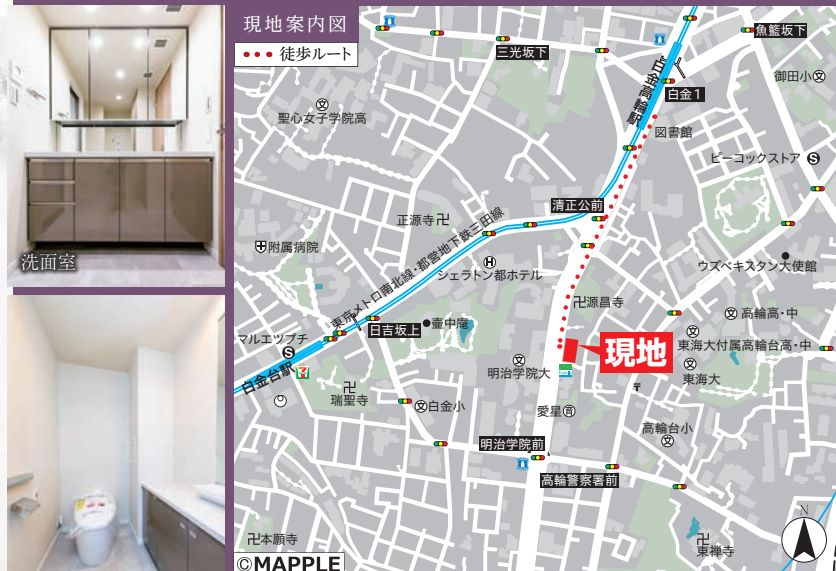 洗面室
現地案内図
徒歩ルート
魚籃坂下
三光坂下
御田小
白金高輪駅
白金1
聖心女子学院高
図書館
ピーコックストア
清正公前
正源寺
東京メトロ南北線・都営地下鉄三田線
附属病院
シェラトン都ホテル
ウズベキスタン大使館
源昌寺
高輪高・中
日吉坂上
壷中庵
マルエツプチ
現地
東海大付属高輪台高・中
明治学院大
東海大
白金台駅
瑞聖寺
白金小
愛星
高輪台小
明治学院前
高輪警察署前
本願寺
東禅寺
N
©MAPPLE